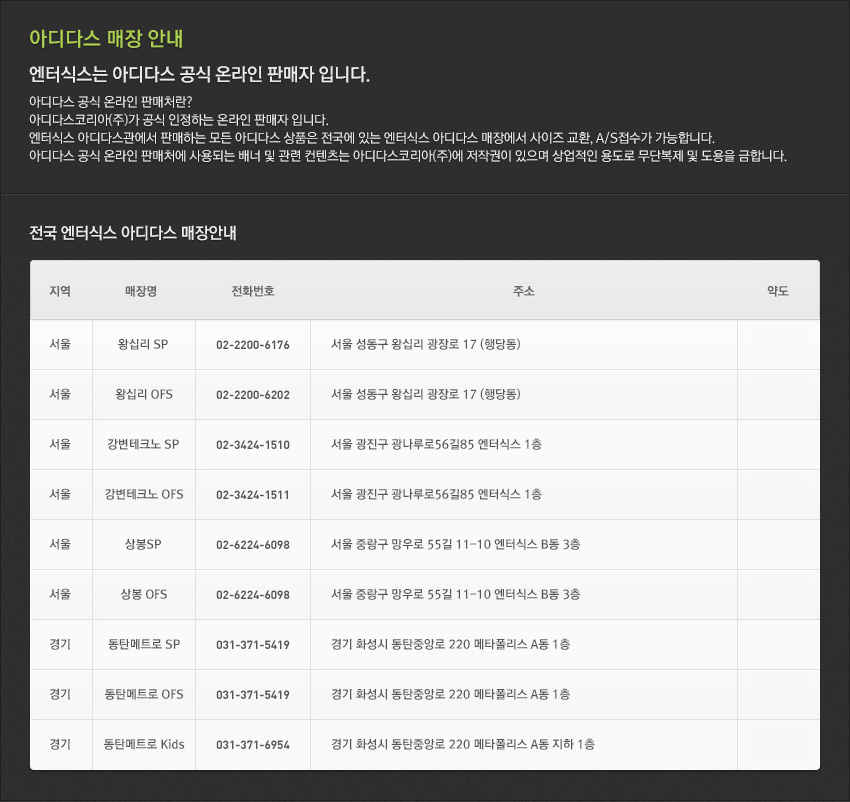 아디다스 매장 안내
엔터식스는 아디다스 공식 온라인 판매자 입니다.
아디다스 공식 온라인 판매처란?
아디다스코리아(주)가 공식 인정하는 온라인 판매자 입니다.
엔터식스 아디다스관에서 판매하는 모든 아디다스 상품은 전국에 있는 엔터식스 아디다스 매장에서 사이즈 교환, A/S접수가 가능합니다.
아디다스 공식 온라인 판매처에 사용되는 배너 및 관련 컨텐츠는 아디다스코리아(주)에 저작권이 있으며 상업적인 용도로 무단복제 및 도용을 금합니다.
전국 엔터식스 아디다스 매장안내
지역 매장명 전화번호 주소 약도
서울 왕십리 SP 02-2200-6176 서울 성동구 왕십리 광장로 17 (행당동)
서울 왕십리 OFS 02-2200-6202 서울 성동구 왕십리 광장로 17 (행당동)
서울 강변테크노 SP 02-3424-1510 서울 광진구 광나루로56길85 엔터식스 1층
서울 강변테크노 OFS 02-3424-1511 서울 광진구 광나루로56길85 엔터식스 1층
서울 상봉SP 02-6224-6098 서울 중랑구 망우로 55길 11-10 엔터식스 B동 3층
서울 상봉 OFS 02-6224-6098 서울 중랑구 망우로 55길 11-10 엔터식스 B동 3층
경기 동탄메트로 SP 031-371-5419 경기 화성시 동탄중앙로 220 메타폴리스 A동 1층
경기 동탄메트로 OFS 031-371-5419 경기 화성시 동탄중앙로 220 메타폴리스 A동 1층
경기 동탄메트로 Kids 031-371-6954 경기 화성시 동탄중앙로 220 메타폴리스 A동 지하 1층